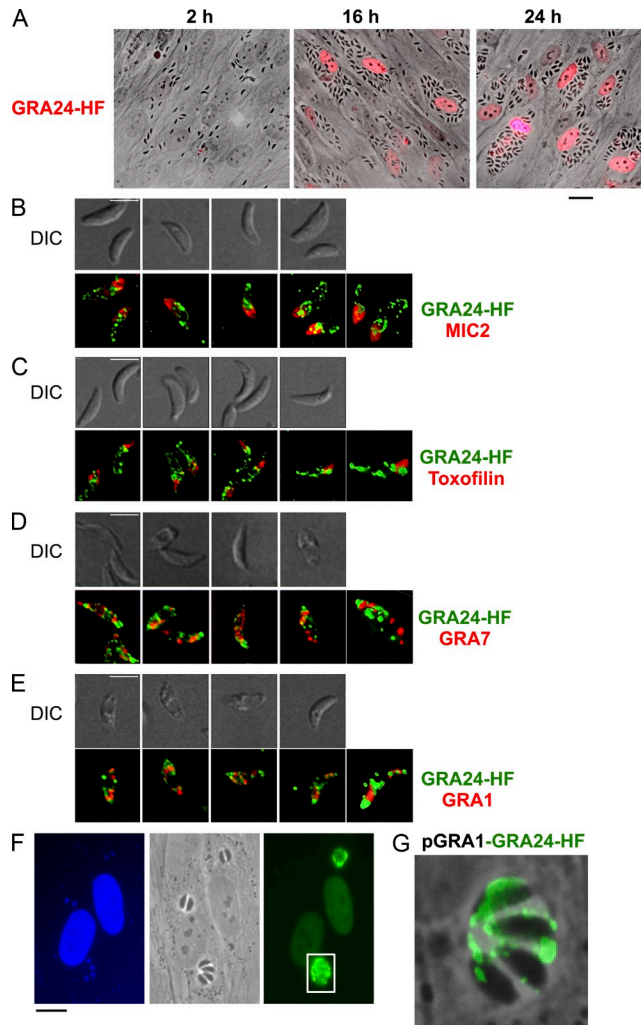 A
2 h 16 h 24 h
GRA24-HF
B
DIC
GRA24-HF
MIC2
C
DIC
GRA24-HF
Toxofilin
D
DIC
GRA24-HF
GRA7
E
DIC
GRA24-HF
GRA1
F
G pGRA1-GRA24-HF